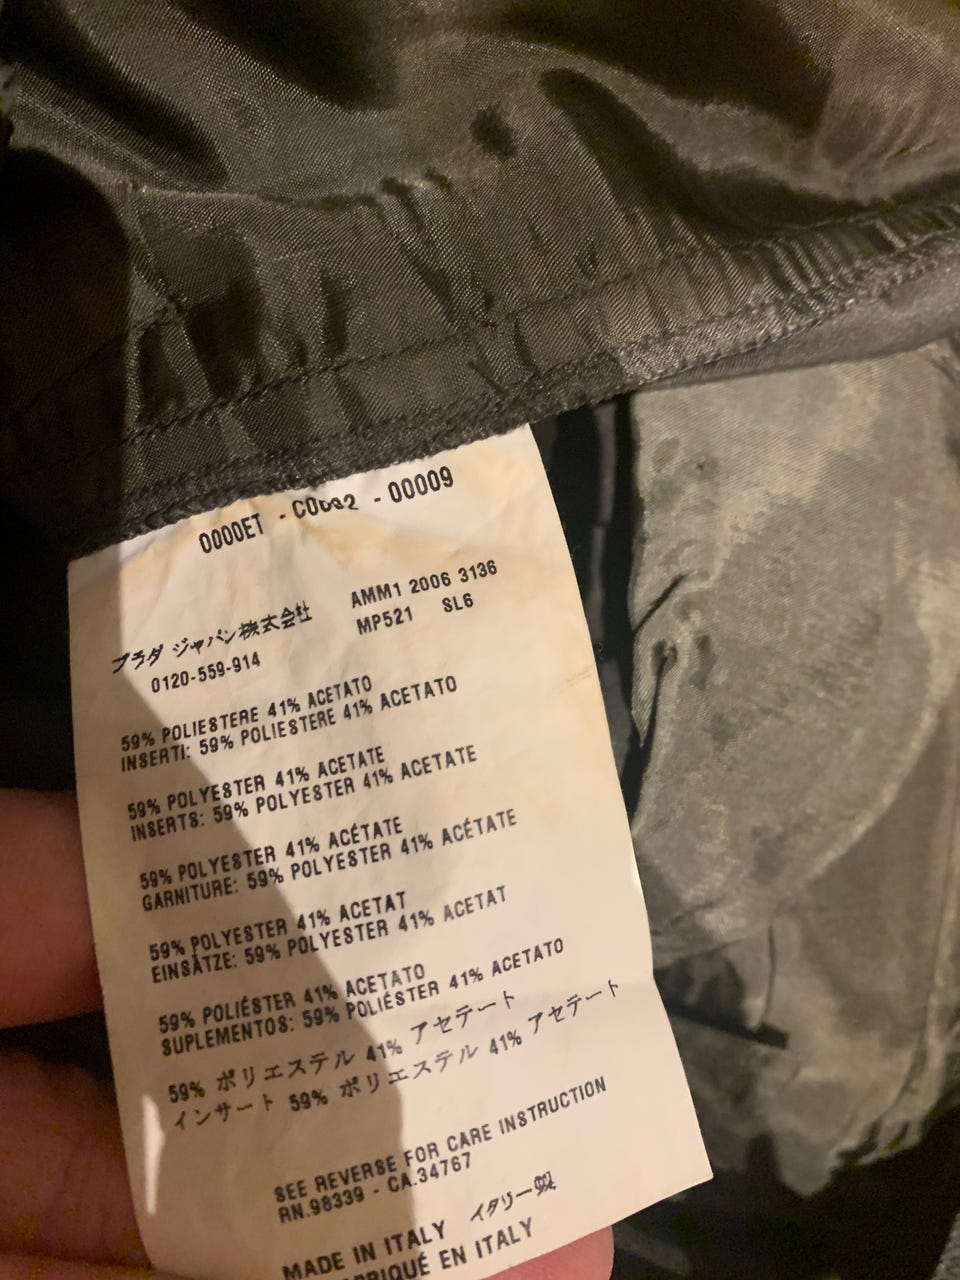 0000ET - C0002 - 00009
プラダ ジャパン株式会社
0120-559-914
AMM1 2006 3136
MP521 SL6
59% POLIESTERE 41% ACETATO
INSERTI: 59% POLIESTERE 41% ACETATO
59% POLYESTER 41% ACETATE
INSERTS: 59% POLYESTER 41% ACETATE
59% POLYESTER 41% ACÉTATE
GARNITURE: 59% POLYESTER 41% ACÉTATE
59% POLYESTER 41% ACETAT
EINSÄTZE: 59% POLYESTER 41% ACETAT
59% POLIÉSTER 41% ACETATO
SUPLEMENTOS: 59% POLIÉSTER 41% ACETATO
59% ポリエステル 41% アセテート
インサート 59% ポリエステル 41% アセテート
SEE REVERSE FOR CARE INSTRUCTION
RN.98339 - CA.34767
MADE IN ITALY イタリー製
EN ITALY